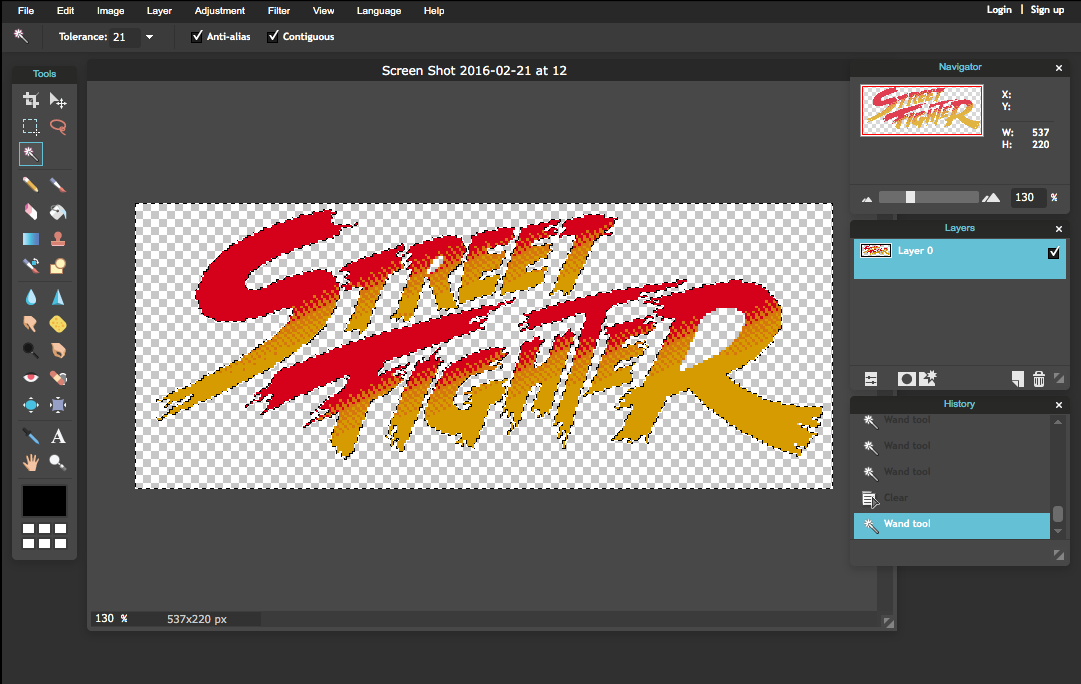 File Edit Image Layer Adjustment Filter View Language Help Login | Sign up
Tolerance: 21 Anti-alias Contiguous
Tools
A
Screen Shot 2016-02-21 at 12
STREET
FIGHTER
130 % 537x220 px
Navigator
STREET
FIGHTER
X:
Y:
W: 537
H: 220
130 %
Layers
Layer 0
History
Wand tool
Wand tool
Wand tool
Clear
Wand tool